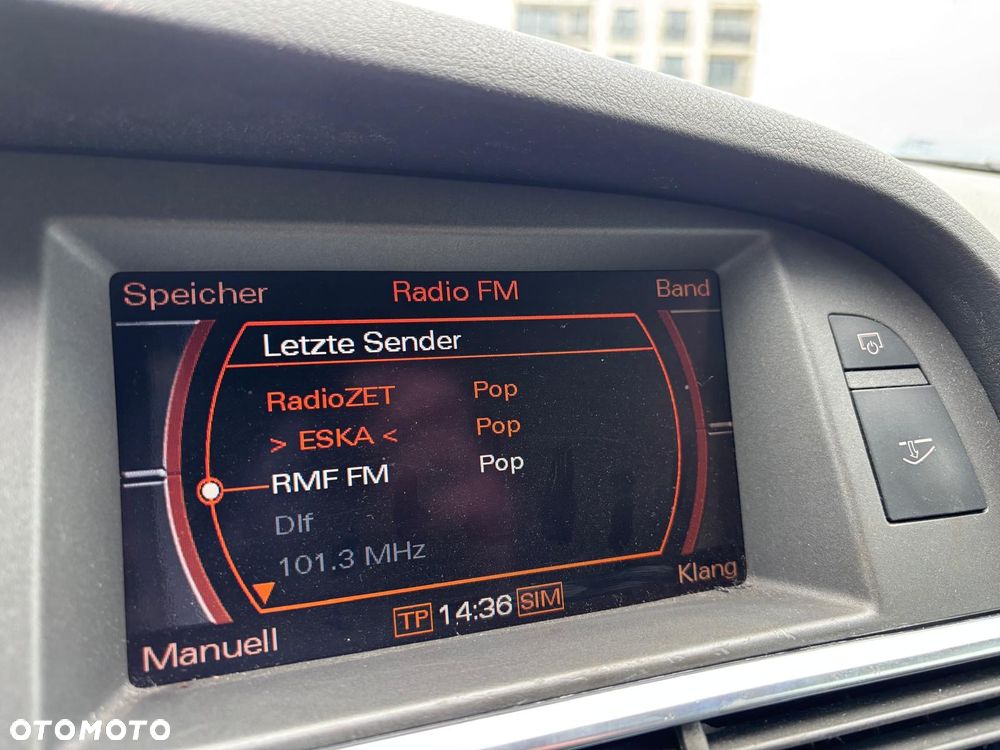 Speicher Radio FM Band
Letzte Sender
RadioZET Pop
> ESKA < Pop
RMF FM Pop
Dlf
101.3 MHz
Klang
TP 14:36 SIM
Manuell
OTOMOTO